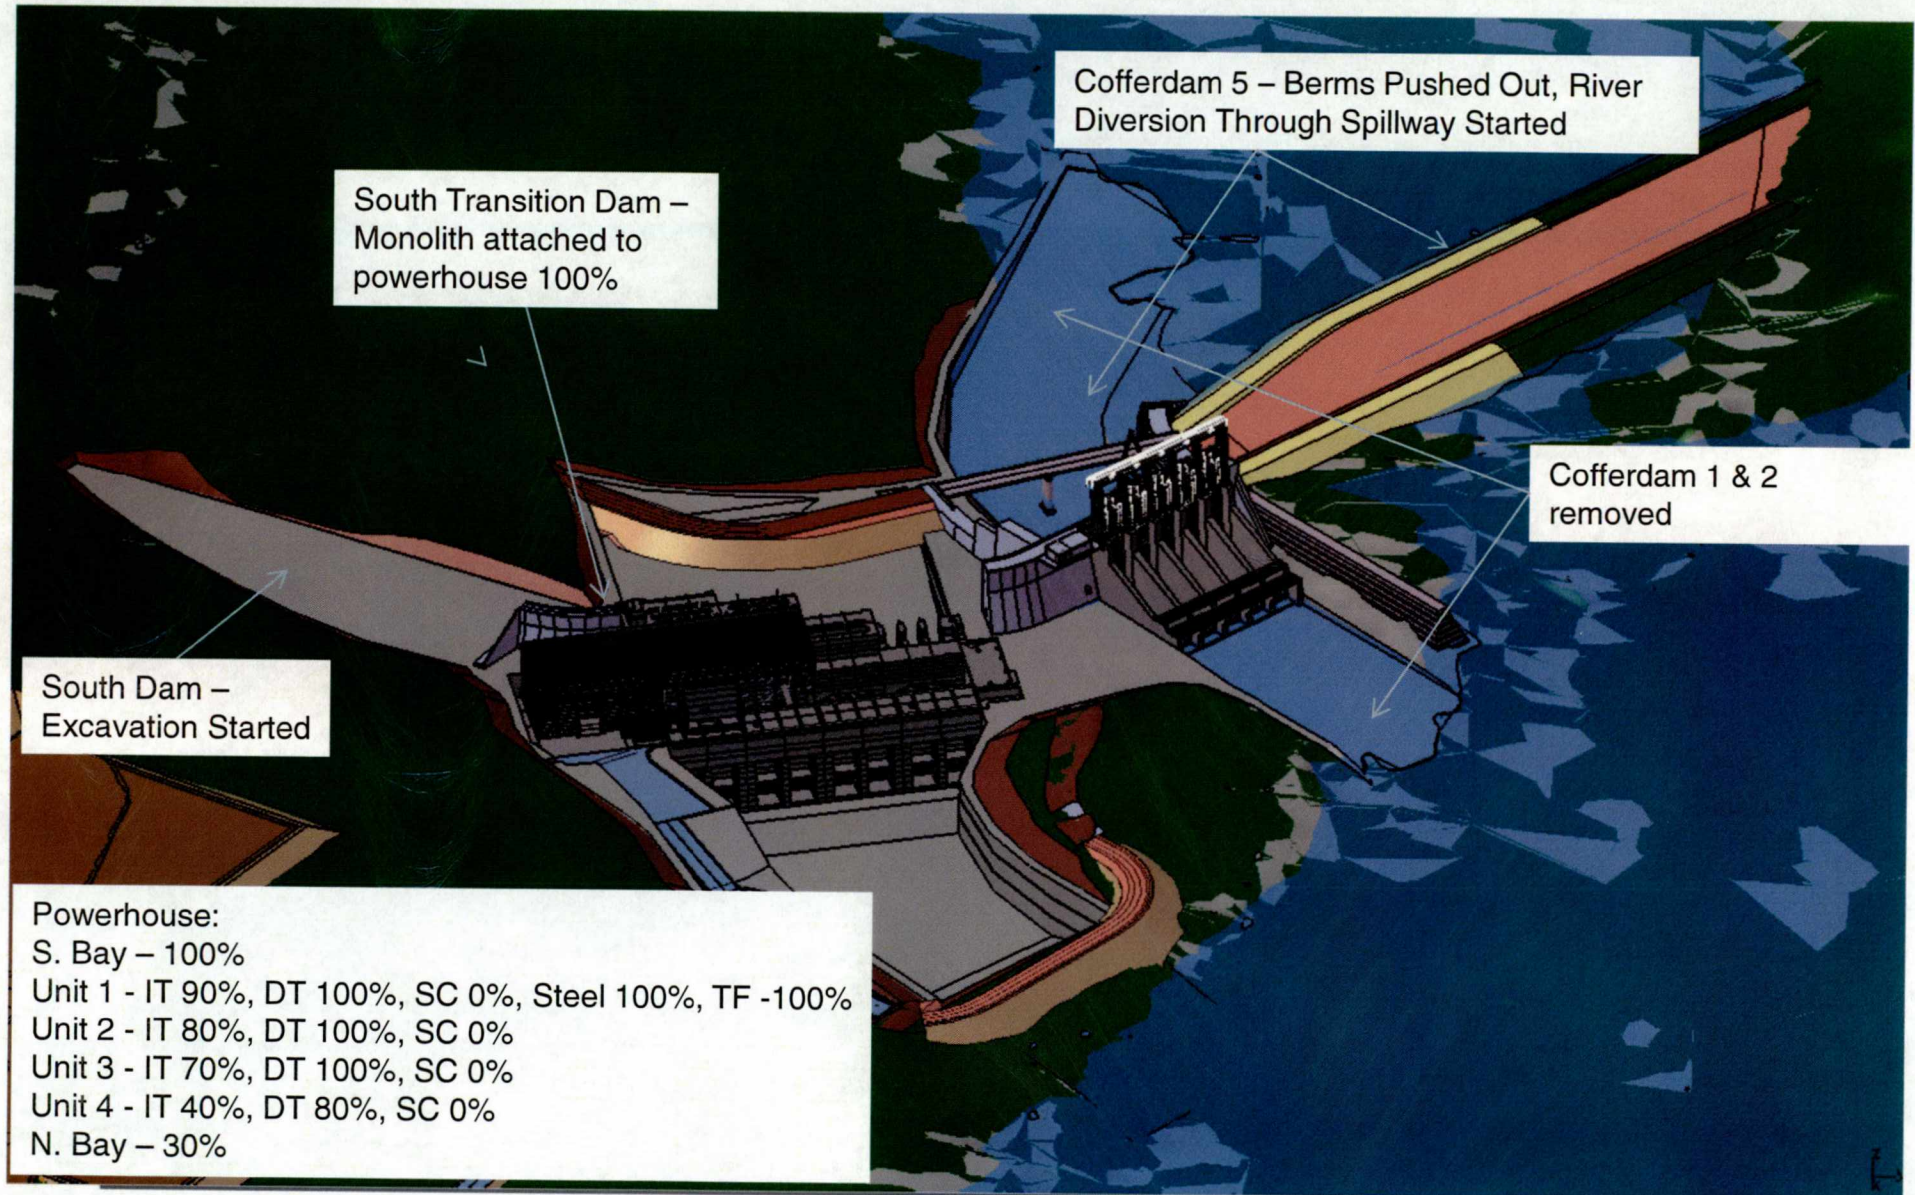 Cofferdam 5 – Berms Pushed Out, River
Diversion Through Spillway Started
South Transition Dam –
Monolith attached to
powerhouse 100%
Cofferdam 1 & 2
removed
South Dam –
Excavation Started
Powerhouse:
S. Bay – 100%
Unit 1 - IT 90%, DT 100%, SC 0%, Steel 100%, TF -100%
Unit 2 - IT 80%, DT 100%, SC 0%
Unit 3 - IT 70%, DT 100%, SC 0%
Unit 4 - IT 40%, DT 80%, SC 0%
N. Bay – 30%